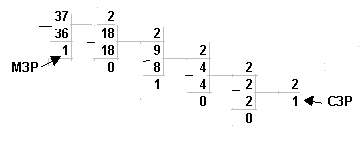 37 2
– 36 18 2
1 – 18 9 2
МЗР 0 – 8 4 2
1 – 4 2 2
0 – 2 1 СЗР
0